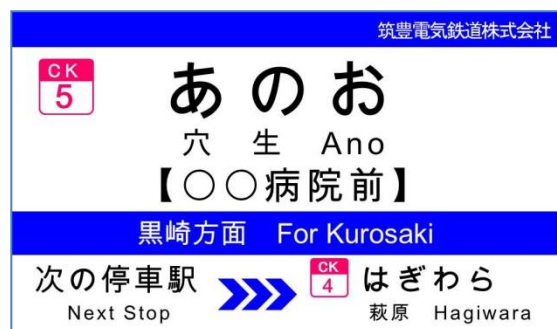 筑豊電気鉄道株式会社
CK
5
あのお
穴 生 Ano
【○○病院前】
黒崎方面 For Kurosaki
次の停車駅
Next Stop
CK
4
はぎわら
萩原 Hagiwara